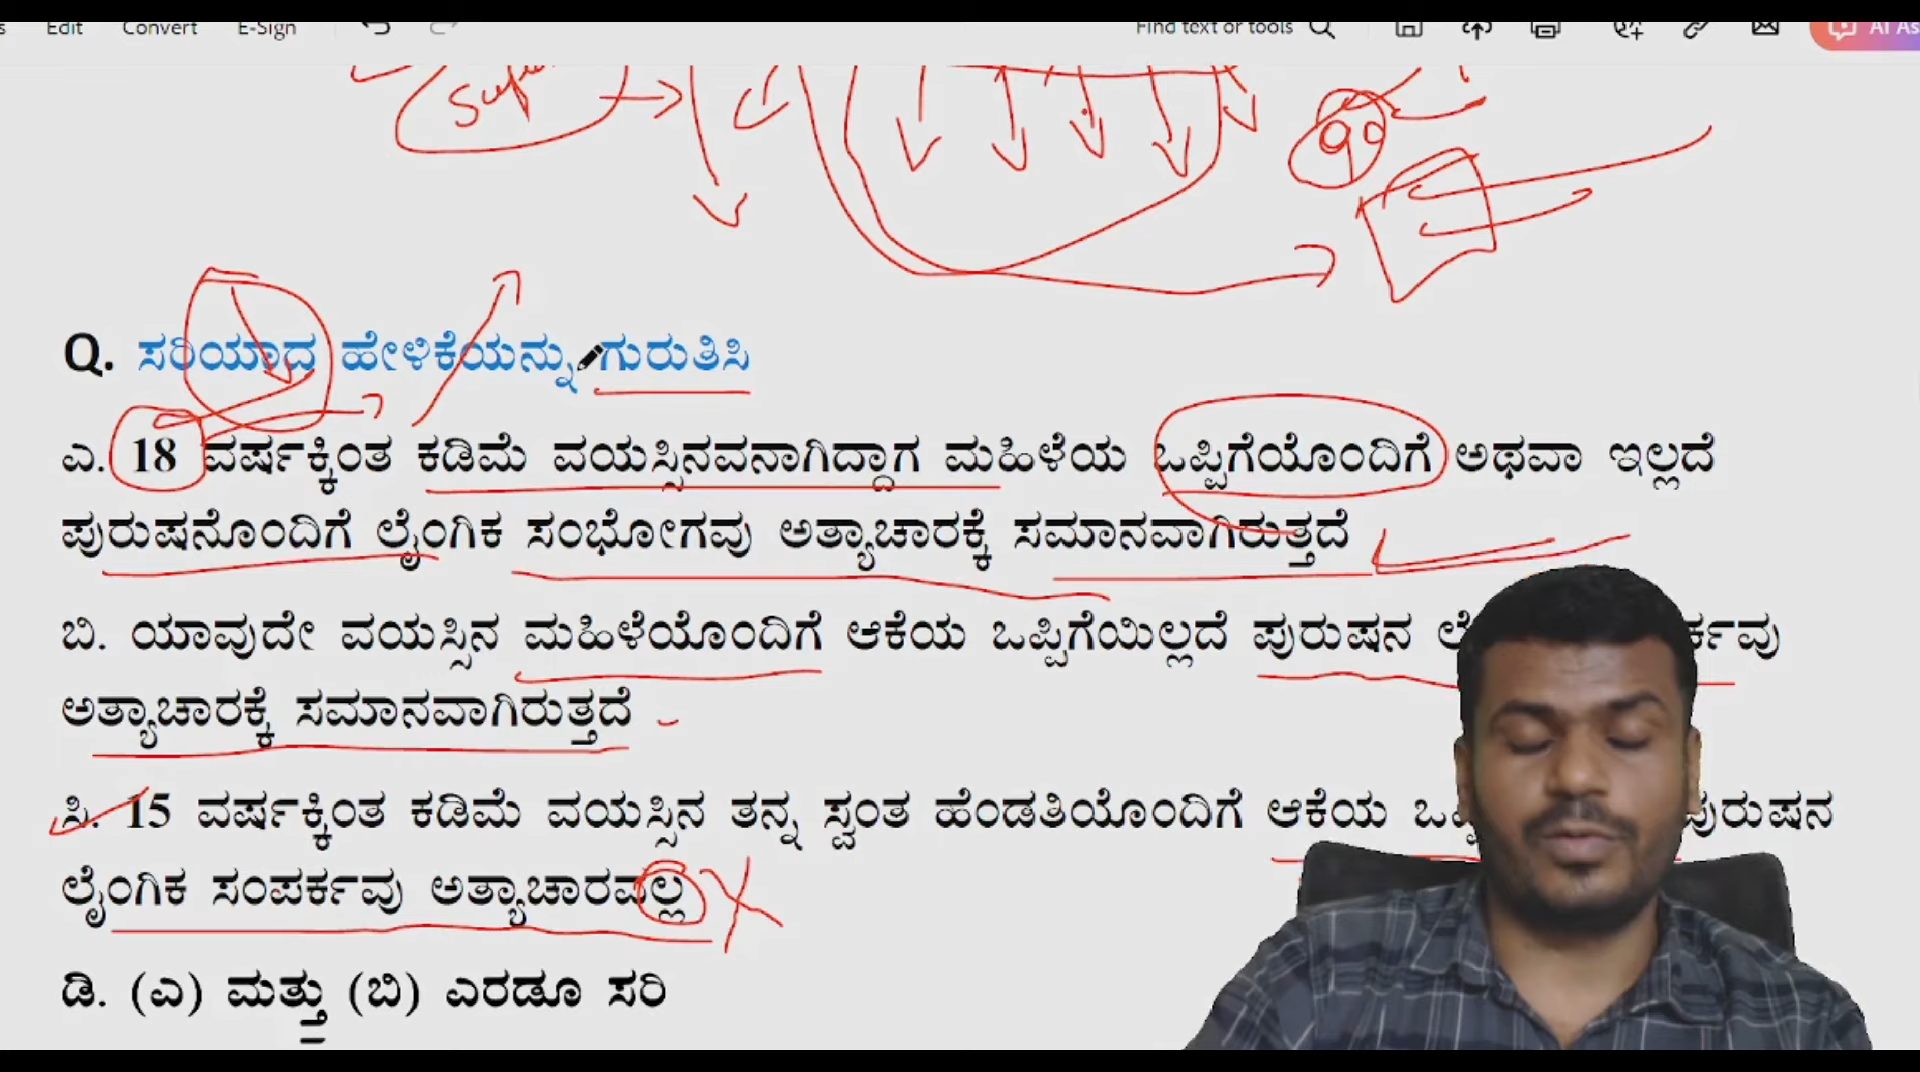 Edit Convert E-Sign Find text or tools
Q. ಸರಿಯಾದ ಹೇಳಿಕೆಯನ್ನು ಗುರುತಿಸಿ
ಎ. 18 ವರ್ಷಕ್ಕಿಂತ ಕಡಿಮೆ ವಯಸ್ಸಿನವನಾಗಿದ್ದಾಗ ಮಹಿಳೆಯ ಒಪ್ಪಿಗೆಯೊಂದಿಗೆ ಅಥವಾ ಇಲ್ಲದೆ
ಪುರುಷನೊಂದಿಗೆ ಲೈಂಗಿಕ ಸಂಭೋಗವು ಅತ್ಯಾಚಾರಕ್ಕೆ ಸಮಾನವಾಗಿರುತ್ತದೆ
ಬಿ. ಯಾವುದೇ ವಯಸ್ಸಿನ ಮಹಿಳೆಯೊಂದಿಗೆ ಆಕೆಯ ಒಪ್ಪಿಗೆಯಿಲ್ಲದೆ ಪುರುಷನ
ಅತ್ಯಾಚಾರಕ್ಕೆ ಸಮಾನವಾಗಿರುತ್ತದೆ
ಸಿ. 15 ವರ್ಷಕ್ಕಿಂತ ಕಡಿಮೆ ವಯಸ್ಸಿನ ತನ್ನ ಸ್ವಂತ ಹೆಂಡತಿಯೊಂದಿಗೆ ಆಕೆಯ ಪುರುಷನ
ಲೈಂಗಿಕ ಸಂಪರ್ಕವು ಅತ್ಯಾಚಾರವಲ್ಲ
ಡಿ. (ಎ) ಮತ್ತು (ಬಿ) ಎರಡೂ ಸರಿ